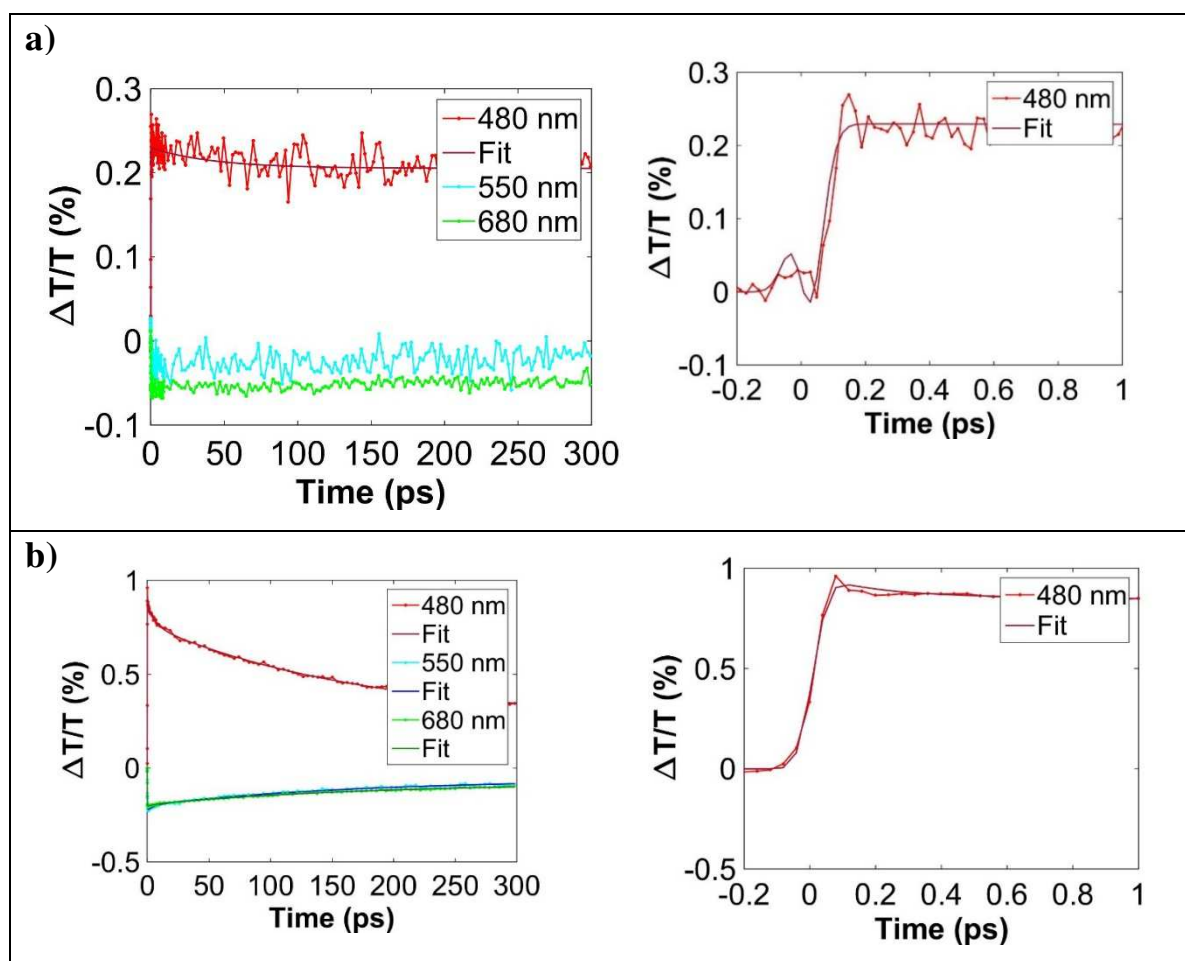 a)
0.3
0.2
0.1
0
-0.1
ΔT/T (%)
0 50 100 150 200 250 300
Time (ps)
480 nm
Fit
550 nm
680 nm
0.3
0.2
0.1
0
-0.1
ΔT/T (%)
-0.2 0 0.2 0.4 0.6 0.8 1
Time (ps)
480 nm
Fit
b)
1
0.5
0
-0.5
ΔT/T (%)
0 50 100 150 200 250 300
Time (ps)
480 nm
Fit
550 nm
Fit
680 nm
Fit
1
0.5
0
-0.5
ΔT/T (%)
-0.2 0 0.2 0.4 0.6 0.8 1
Time (ps)
480 nm
Fit